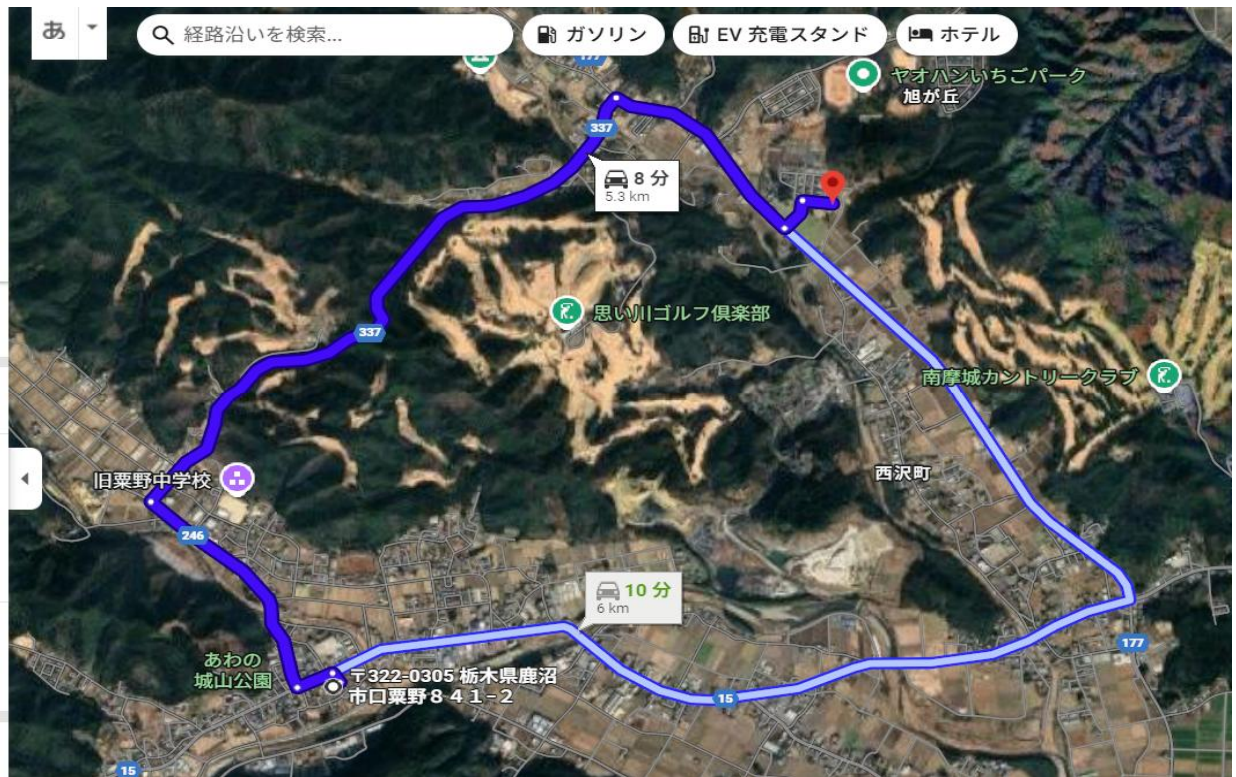 あ
経路沿いを検索...
ガソリン
EV 充電スタンド
ホテル
177
ヤオハンいちごパーク
旭が丘
337
8 分
5.3 km
思い川ゴルフ倶楽部
337
南摩城カントリークラブ
西沢町
旧粟野中学校
246
10 分
6 km
177
あわの
城山公園
〒322-0305 栃木県鹿沼
市口粟野８４１−２
15
15